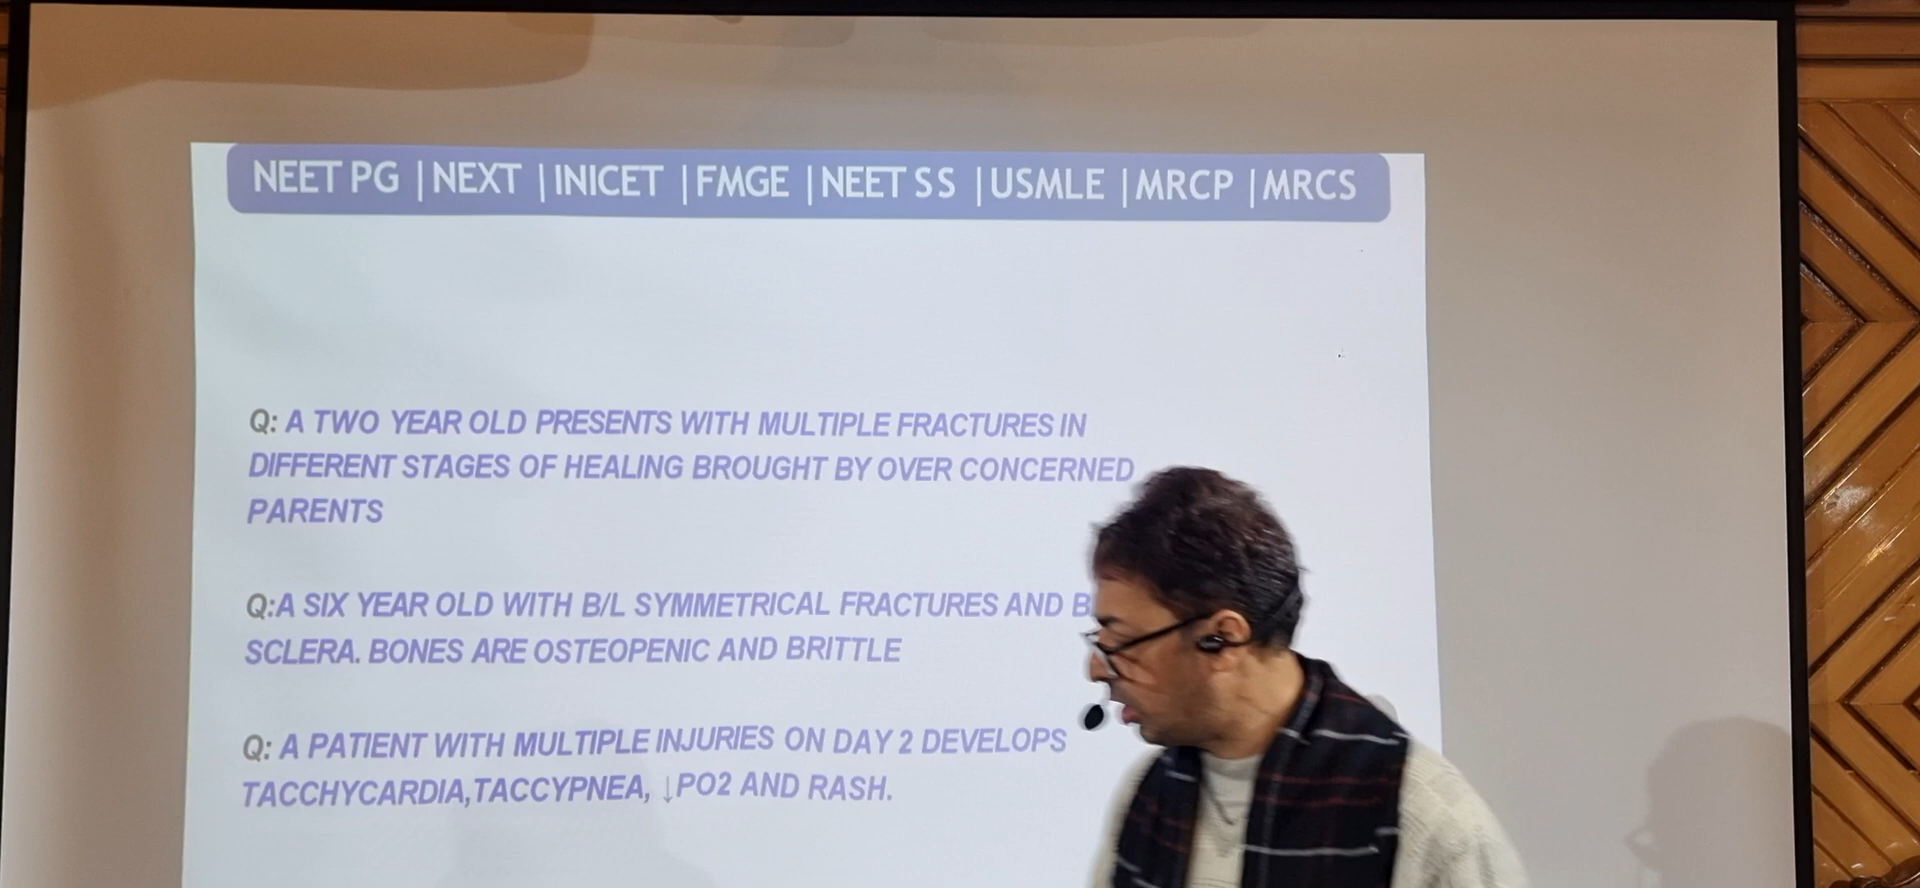 NEET PG | NEXT | INICET | FMGE | NEET SS | USMLE | MRCP | MRCS
Q: A TWO YEAR OLD PRESENTS WITH MULTIPLE FRACTURES IN
DIFFERENT STAGES OF HEALING BROUGHT BY OVER CONCERNED
PARENTS
Q:A SIX YEAR OLD WITH B/L SYMMETRICAL FRACTURES AND
SCLERA. BONES ARE OSTEOPENIC AND BRITTLE
Q: A PATIENT WITH MULTIPLE INJURIES ON DAY 2 DEVELOPS
TACCHYCARDIA,TACCYPNEA, ↓PO2 AND RASH.